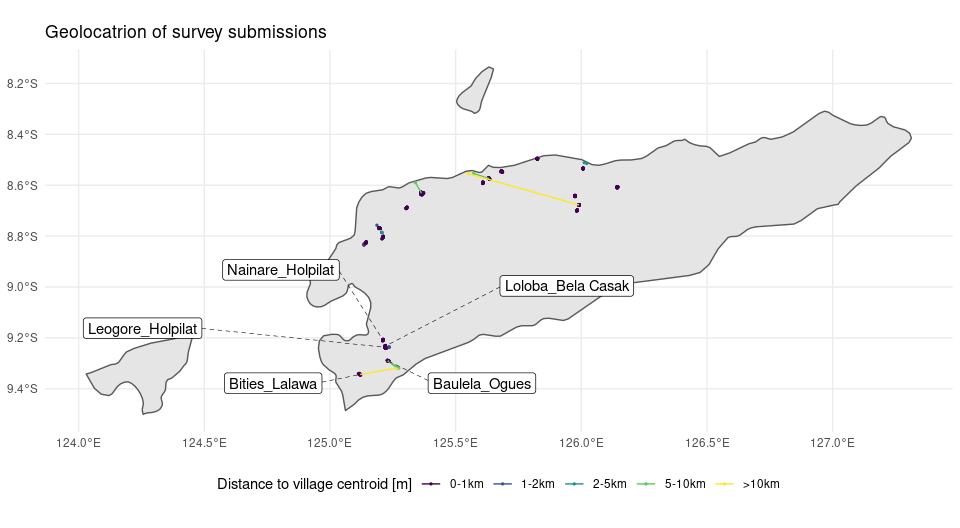 Geolocatrion of survey submissions
8.2°S
8.4°S
8.6°S
8.8°S
9.0°S
9.2°S
9.4°S
Nainare_Holpilat
Loloba_Bela Casak
Leogore_Holpilat
Bities_Lalawa
Baulela_Ogues
124.0°E 124.5°E 125.0°E 125.5°E 126.0°E 126.5°E 127.0°E
Distance to village centroid [m] 0-1km 1-2km 2-5km 5-10km >10km